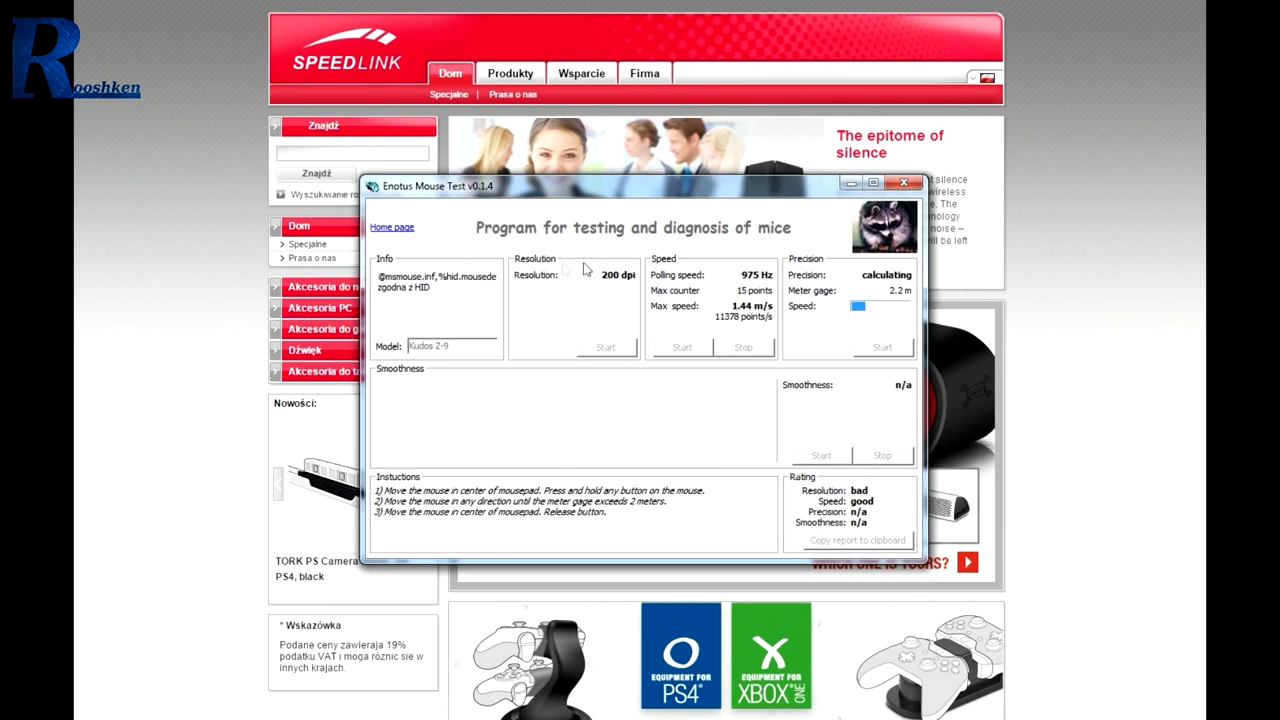 Rooshken
SPEEDLINK
Dom
Produkty
Wsparcie
Firma
Specjalne | Prasa o nas
Znajdź
Znajdź
Wyszukiwanie
The epitome of
silence
t silence
wireless
e. The
nology
noise –
ill be left
Dom
Specjalne
Prasa o nas
Akcesoria do
Akcesoria PC
Akcesoria do
Dźwięk
Akcesoria do
Nowości:
TORK PS Camera
PS4, black
* Wskazówka
Podane ceny zawieraja 19%
podatku VAT i moga róznic sie w
innych krajach.
Enotus Mouse Test v0.1.4
Home page
Program for testing and diagnosis of mice
Info
@msmouse.inf,%hid.mousede
zgodna z HID
Model: Kudos Z-9
Resolution
Resolution: 200 dpi
Start
Speed
Polling speed: 975 Hz
Max counter 15 points
Max speed: 1.44 m/s
11378 points/s
Start Stop
Precision
Precision: calculating
Meter gage: 2.2 m
Speed:
Start
Smoothness
Smoothness: n/a
Start Stop
Instuctions
1) Move the mouse in center of mousepad. Press and hold any button on the mouse.
2) Move the mouse in any direction until the meter gage exceeds 2 meters.
3) Move the mouse in center of mousepad. Release button.
Rating
Resolution: bad
Speed: good
Precision: n/a
Smoothness: n/a
Copy report to clipboard
WHICH ONE IS YOURS?
EQUIPMENT FOR
PS4
EQUIPMENT FOR
XBOX ONE